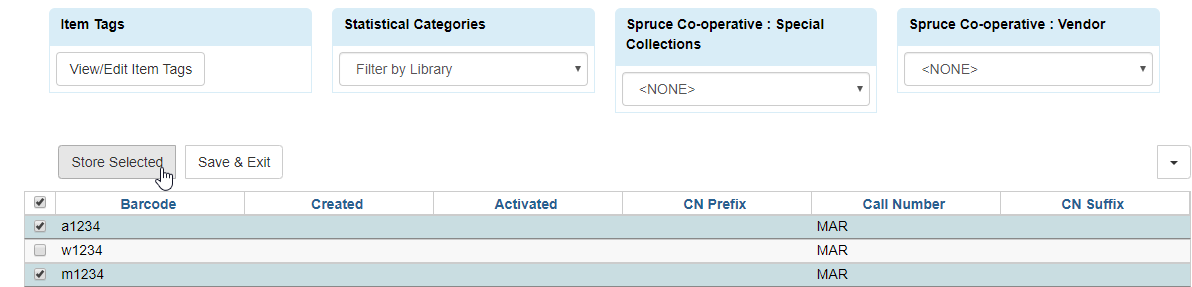 Item Tags
Statistical Categories
Spruce Co-operative : Special
Collections
Spruce Co-operative : Vendor
View/Edit Item Tags
Filter by Library
<NONE>
<NONE>
Store Selected
Save & Exit
Barcode Created Activated CN Prefix Call Number CN Suffix
a1234 MAR
w1234 MAR
m1234 MAR